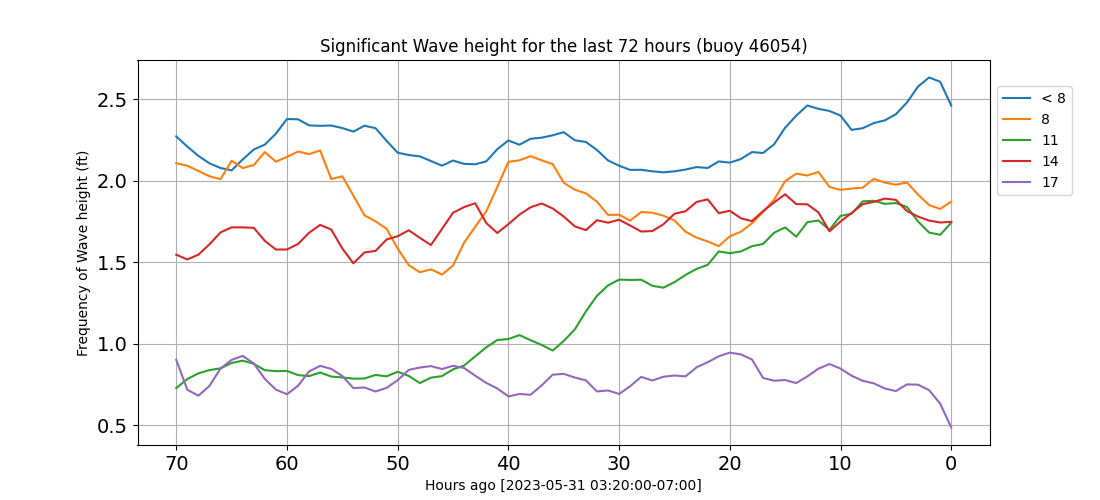 Significant Wave height for the last 72 hours (buoy 46054)
Frequency of Wave height (ft)
2.5
2.0
1.5
1.0
0.5
70 60 50 40 30 20 10 0
Hours ago [2023-05-31 03:20:00-07:00]
< 8
8
11
14
17